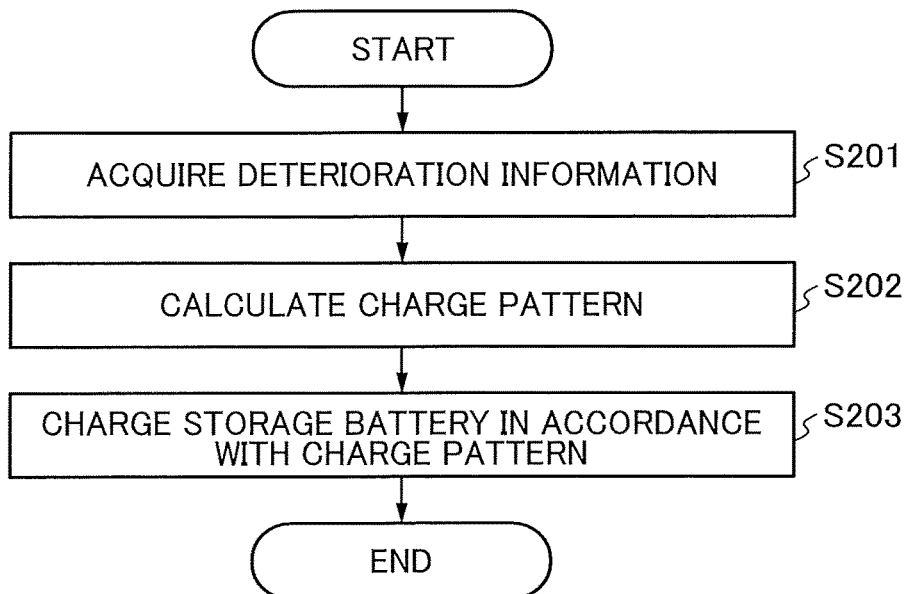 START
ACQUIRE DETERIORATION INFORMATION
S201
CALCULATE CHARGE PATTERN
S202
CHARGE STORAGE BATTERY IN ACCORDANCE
WITH CHARGE PATTERN
S203
END